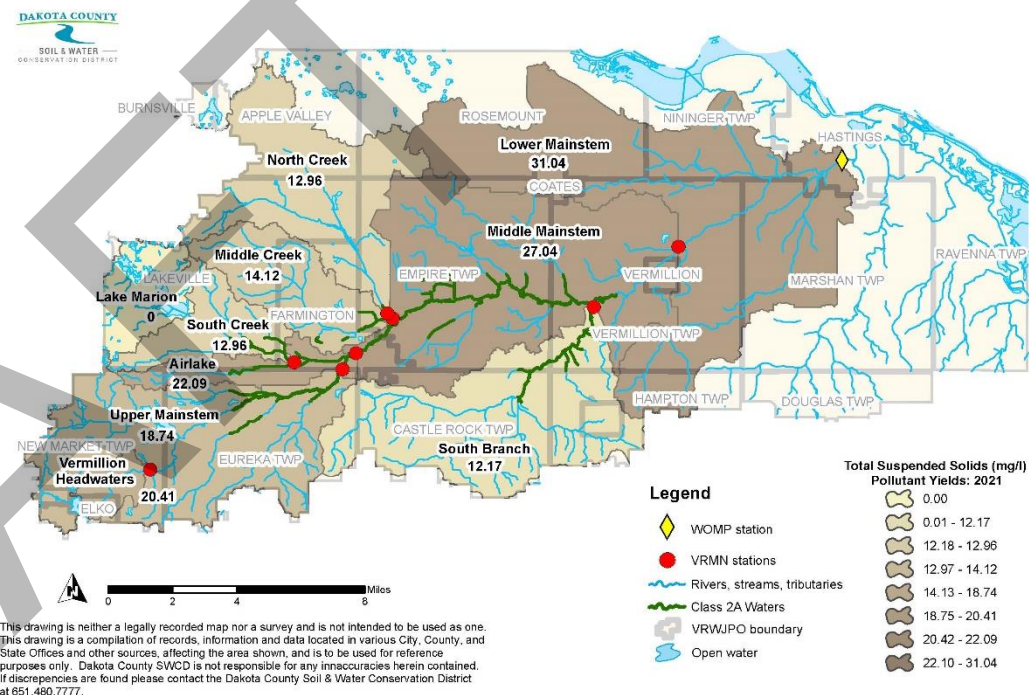 DAKOTA COUNTY
SOIL & WATER
CONSERVATION DISTRICT
BURNSVILLE
APPLE VALLEY
ROSEMOUNT
NININGER TWP
HASTINGS
North Creek
12.96
Lower Mainstem
31.04
COATES
Middle Mainstem
27.04
Middle Creek
14.12
LAKEVILLE
EMPIRE TWP
VERMILLION
MARSHAN TWP
RAVENNA TWP
Lake Marion
0
South Creek
12.96
FARMINGTON
VERMILLION TWP
Airlake
22.09
Upper Mainstem
18.74
HAMPTON TWP
DOUGLAS TWP
CASTLE ROCK TWP
NEW MARKET TWP
Vermillion
Headwaters
20.41
EUREKA TWP
South Branch
12.17
ELKO
Legend
WOMP station
VRMN stations
Rivers, streams, tributaries
Class 2A Waters
VRWJPO boundary
Open water
Total Suspended Solids (mg/l)
Pollutant Yields: 2021
0.00
0.01 - 12.17
12.18 - 12.96
12.97 - 14.12
14.13 - 18.74
18.75 - 20.41
20.42 - 22.09
22.10 - 31.04
N
Miles
0 2 4 8
This drawing is neither a legally recorded map nor a survey and is not intended to be used as one.
This drawing is a compilation of records, information and data located in various City, County, and
State Offices and other sources, affecting the area shown, and is to be used for reference
purposes only. Dakota County SWCD is not responsible for any innaccuracies herein contained.
If discrepancies are found please contact the Dakota County Soil & Water Conservation District
at 651.480.7777.